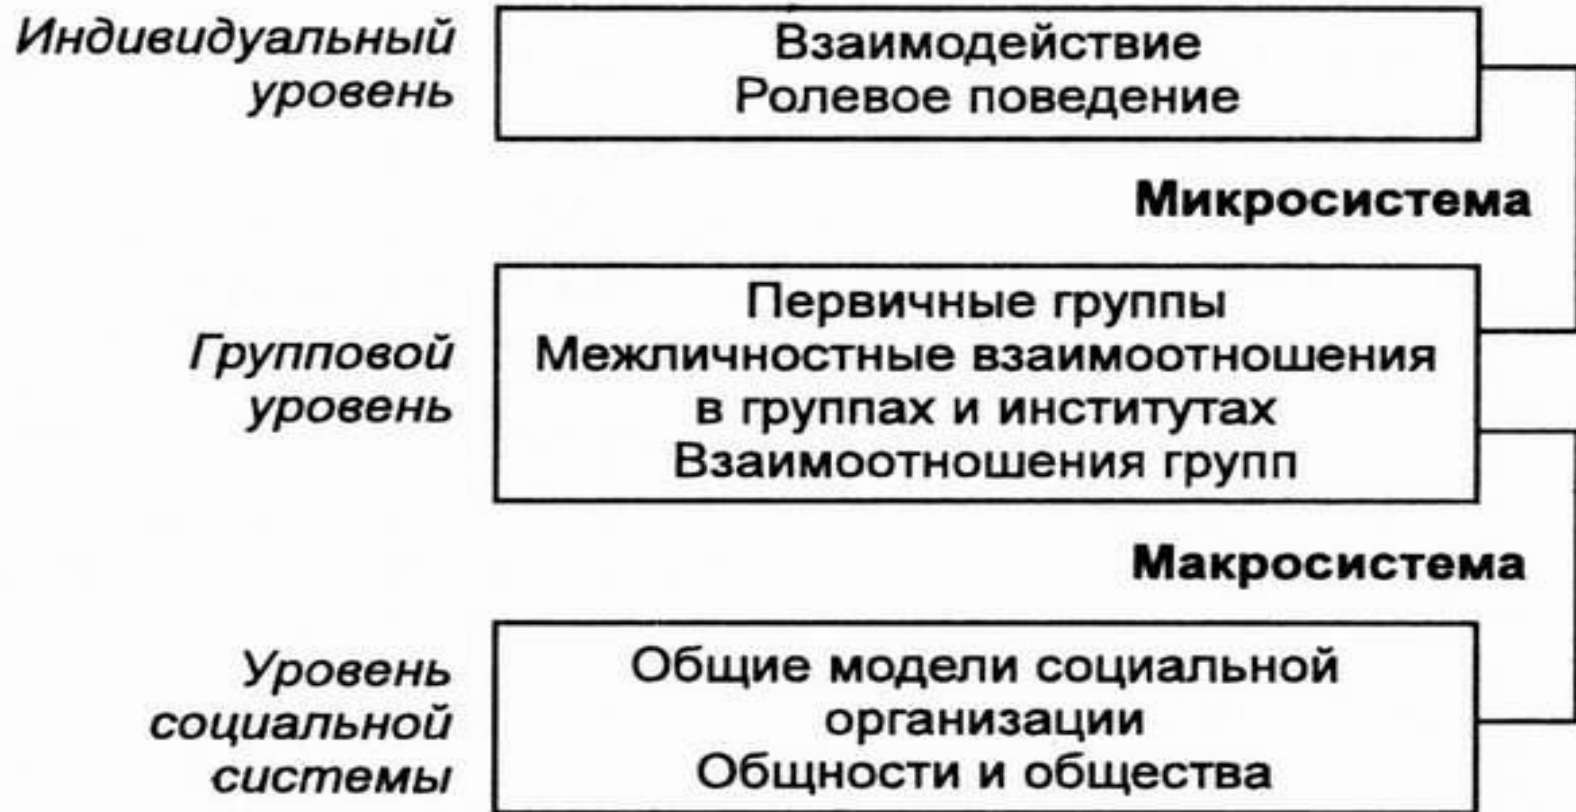 Индивидуальный
уровень
Взаимодействие
Ролевое поведение
Микросистема
Групповой
уровень
Первичные группы
Межличностные взаимоотношения
в группах и институтах
Взаимоотношения групп
Макросистема
Уровень
социальной
системы
Общие модели социальной
организации
Общности и общества